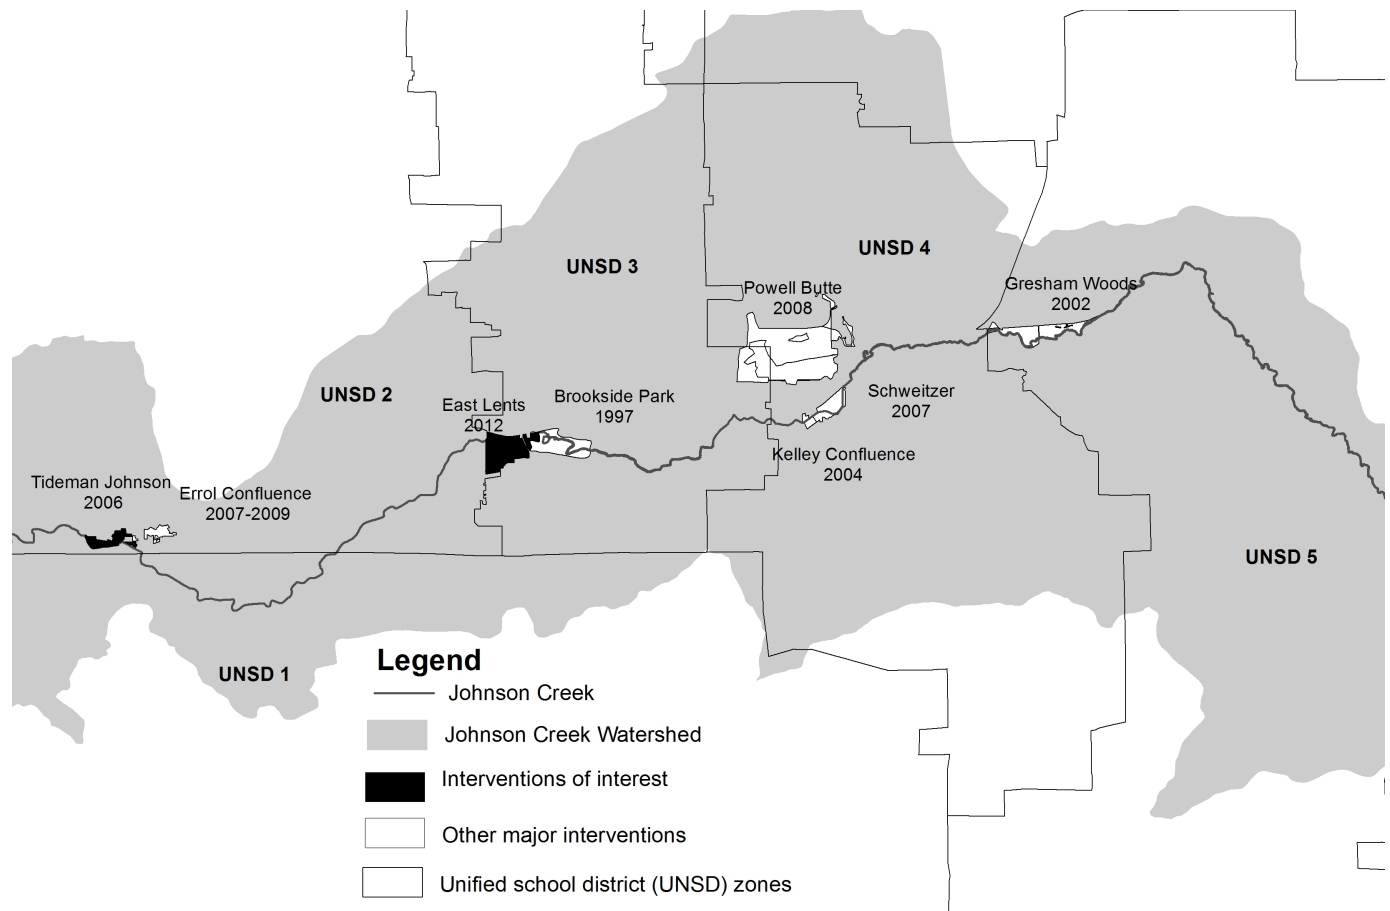 UNSD 4
UNSD 3
Powell Butte
2008
Gresham Woods
2002
UNSD 2
East Lents
2012
Brookside Park
1997
Schweitzer
2007
Kelley Confluence
2004
Tideman Johnson
2006
Errol Confluence
2007-2009
UNSD 5
UNSD 1
Legend
Johnson Creek
Johnson Creek Watershed
Interventions of interest
Other major interventions
Unified school district (UNSD) zones